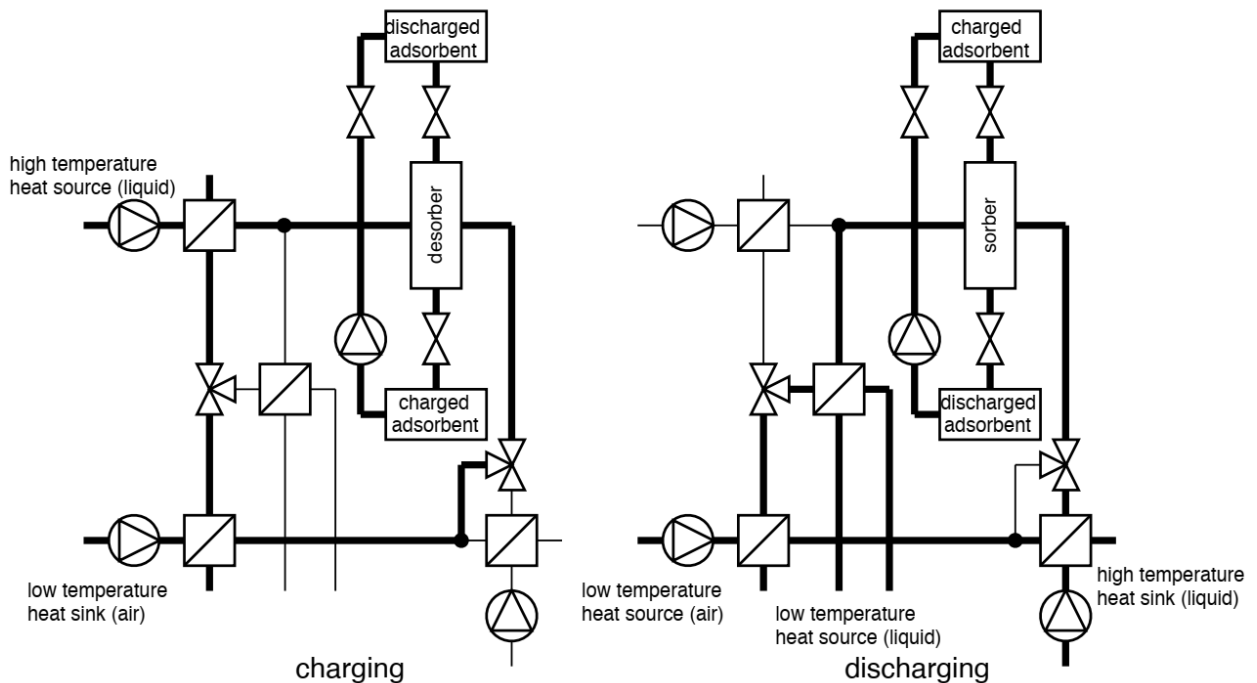 discharged
adsorbent
high temperature
heat source (liquid)
desorber
charged
adsorbent
low temperature
heat sink (air)
charging
charged
adsorbent
sorber
discharged
adsorbent
low temperature
heat source (air)
low temperature
heat source (liquid)
high temperature
heat sink (liquid)
discharging